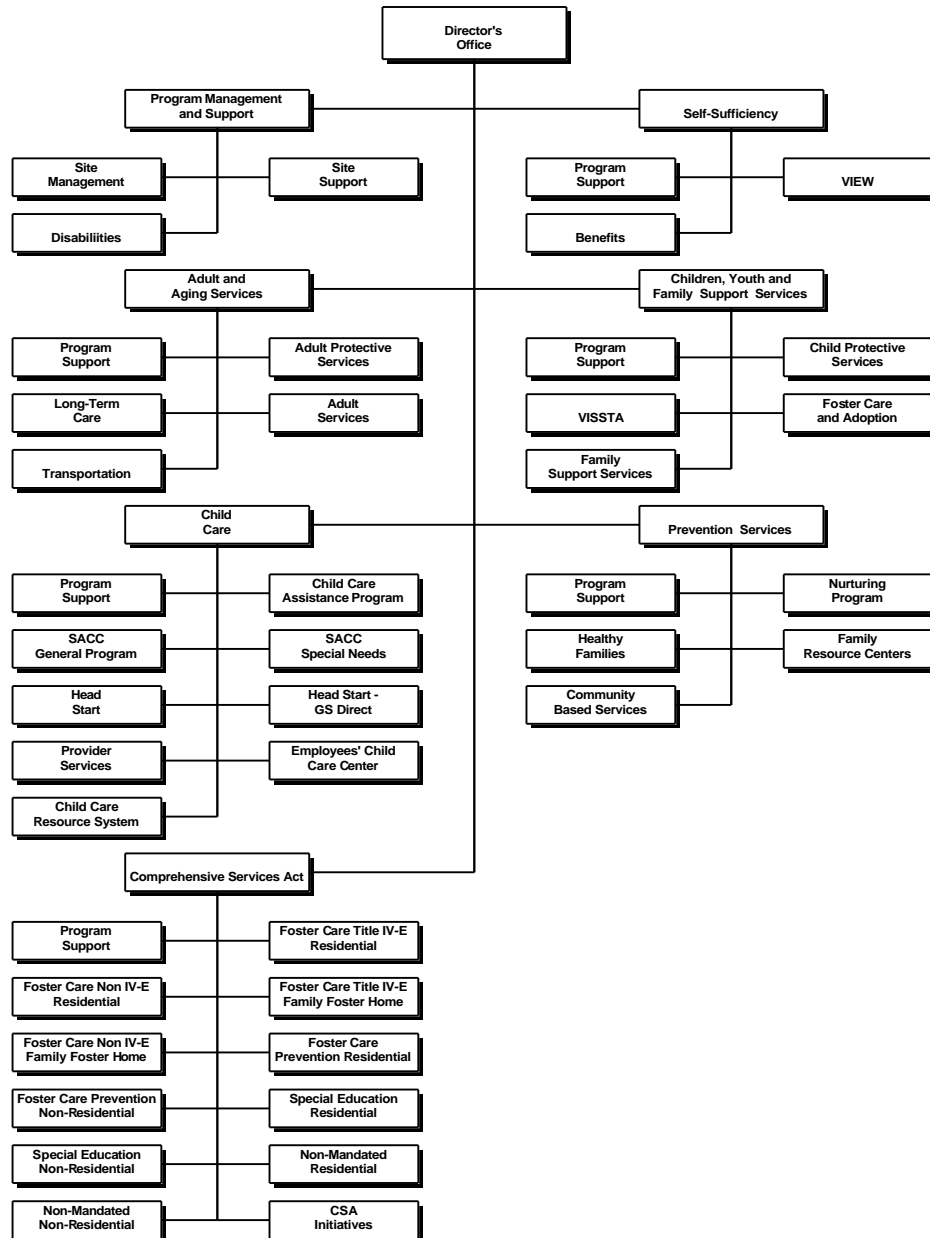 Director's
Office
Program Management
and Support
Self-Sufficiency
Site
Management
Site
Support
Program
Support
VIEW
Disabiliities
Benefits
Adult and
Aging Services
Children, Youth and
Family Support Services
Program
Support
Adult Protective
Services
Program
Support
Child Protective
Services
Long-Term
Care
Adult
Services
VISSTA
Foster Care
and Adoption
Transportation
Family
Support Services
Child
Care
Prevention Services
Program
Support
Child Care
Assistance Program
Program
Support
Nurturing
Program
SACC
General Program
SACC
Special Needs
Healthy
Families
Family
Resource Centers
Head
Start
Head Start -
GS Direct
Community
Based Services
Provider
Services
Employees' Child
Care Center
Child Care
Resource System
Comprehensive Services Act
Program
Support
Foster Care Title IV-E
Residential
Foster Care Non IV-E
Residential
Foster Care Title IV-E
Family Foster Home
Foster Care Non IV-E
Family Foster Home
Foster Care
Prevention Residential
Foster Care Prevention
Non-Residential
Special Education
Residential
Special Education
Non-Residential
Non-Mandated
Residential
Non-Mandated
Non-Residential
CSA
Initiatives